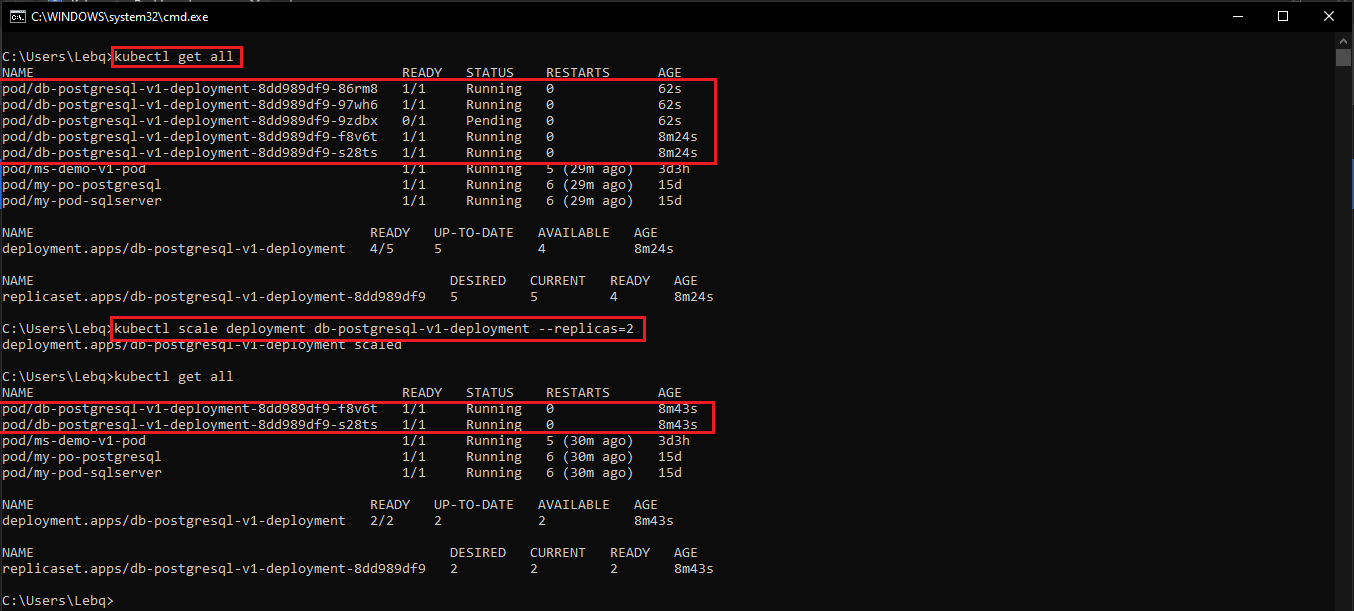 C:\WINDOWS\system32\cmd.exe
C:\Users\Lebq>kubectl get all
NAME READY STATUS RESTARTS AGE
pod/db-postgresql-v1-deployment-8dd989df9-86rm8 1/1 Running 0 62s
pod/db-postgresql-v1-deployment-8dd989df9-97wh6 1/1 Running 0 62s
pod/db-postgresql-v1-deployment-8dd989df9-9zdbx 0/1 Pending 0 62s
pod/db-postgresql-v1-deployment-8dd989df9-f8v6t 1/1 Running 0 8m24s
pod/db-postgresql-v1-deployment-8dd989df9-s28ts 1/1 Running 0 8m24s
pod/ms-demo-v1-pod 1/1 Running 5 (29m ago) 3d3h
pod/my-po-postgresql 1/1 Running 6 (29m ago) 15d
pod/my-pod-sqlserver 1/1 Running 6 (29m ago) 15d
NAME READY UP-TO-DATE AVAILABLE AGE
deployment.apps/db-postgresql-v1-deployment 4/5 5 4 8m24s
NAME DESIRED CURRENT READY AGE
replicaset.apps/db-postgresql-v1-deployment-8dd989df9 5 5 4 8m24s
C:\Users\Lebq>kubectl scale deployment db-postgresql-v1-deployment --replicas=2
deployment.apps/db-postgresql-v1-deployment scaled
C:\Users\Lebq>kubectl get all
NAME READY STATUS RESTARTS AGE
pod/db-postgresql-v1-deployment-8dd989df9-f8v6t 1/1 Running 0 8m43s
pod/db-postgresql-v1-deployment-8dd989df9-s28ts 1/1 Running 0 8m43s
pod/ms-demo-v1-pod 1/1 Running 5 (30m ago) 3d3h
pod/my-po-postgresql 1/1 Running 6 (30m ago) 15d
pod/my-pod-sqlserver 1/1 Running 6 (30m ago) 15d
NAME READY UP-TO-DATE AVAILABLE AGE
deployment.apps/db-postgresql-v1-deployment 2/2 2 2 8m43s
NAME DESIRED CURRENT READY AGE
replicaset.apps/db-postgresql-v1-deployment-8dd989df9 2 2 2 8m43s
C:\Users\Lebq>